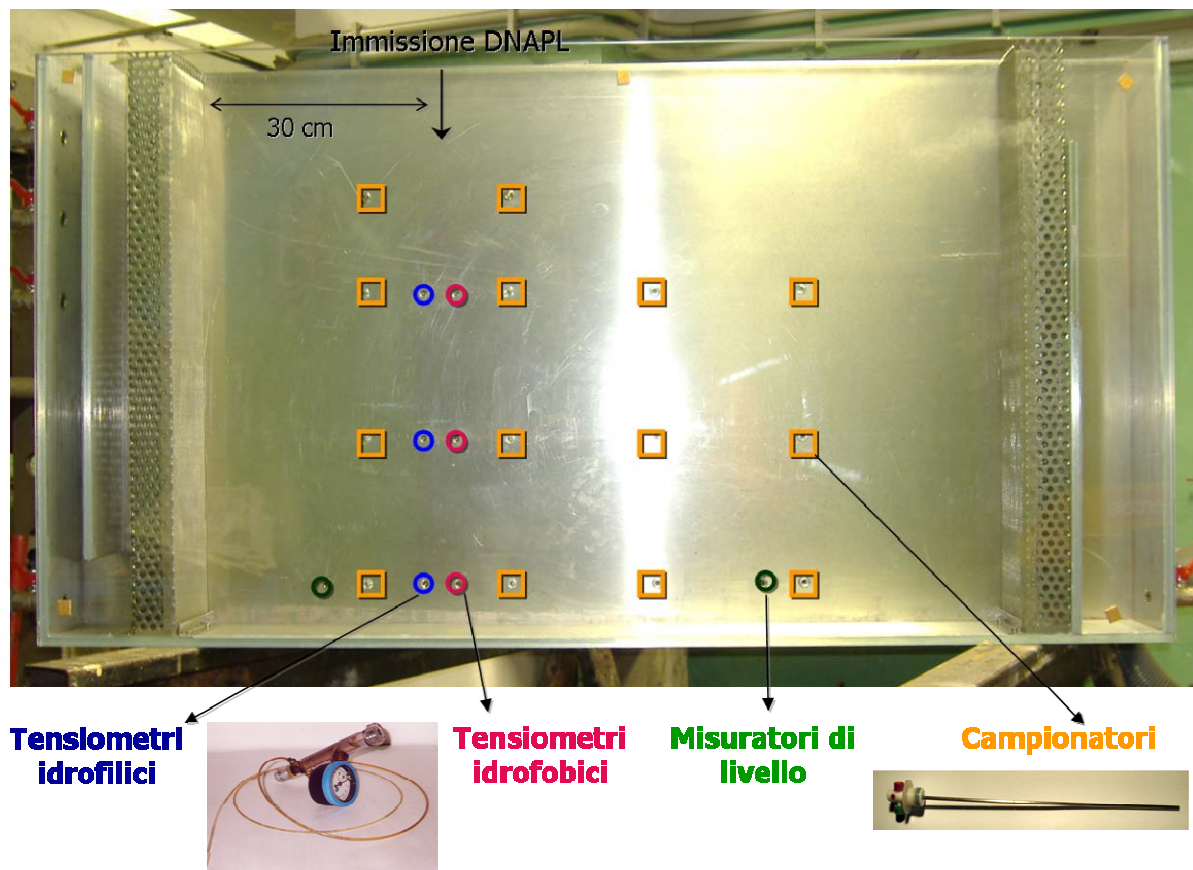 Immissione DNAPL
30 cm
Tensiometri
idrofilici
Tensiometri
idrofobici
Misuratori di
livello
Campionatori